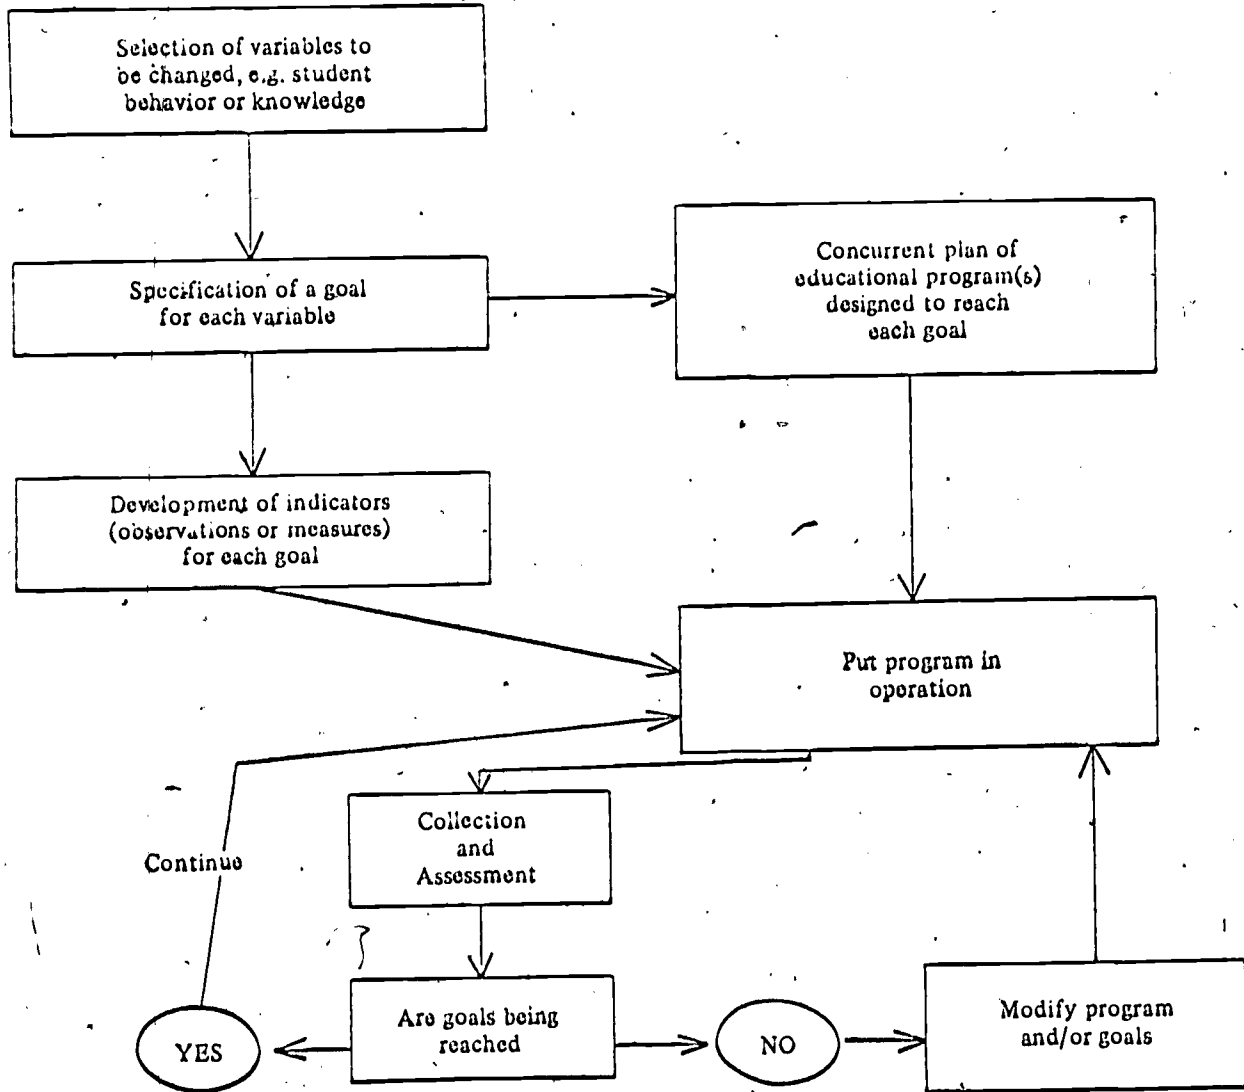 Selection of variables to
be changed, e.g. student
behavior or knowledge
Specification of a goal
for each variable
Concurrent plan of
educational program(s)
designed to reach
each goal
Development of indicators
(observations or measures)
for each goal
Put program in
operation
Collection
and
Assessment
Continue
Are goals being
reached
YES
NO
Modify program
and/or goals